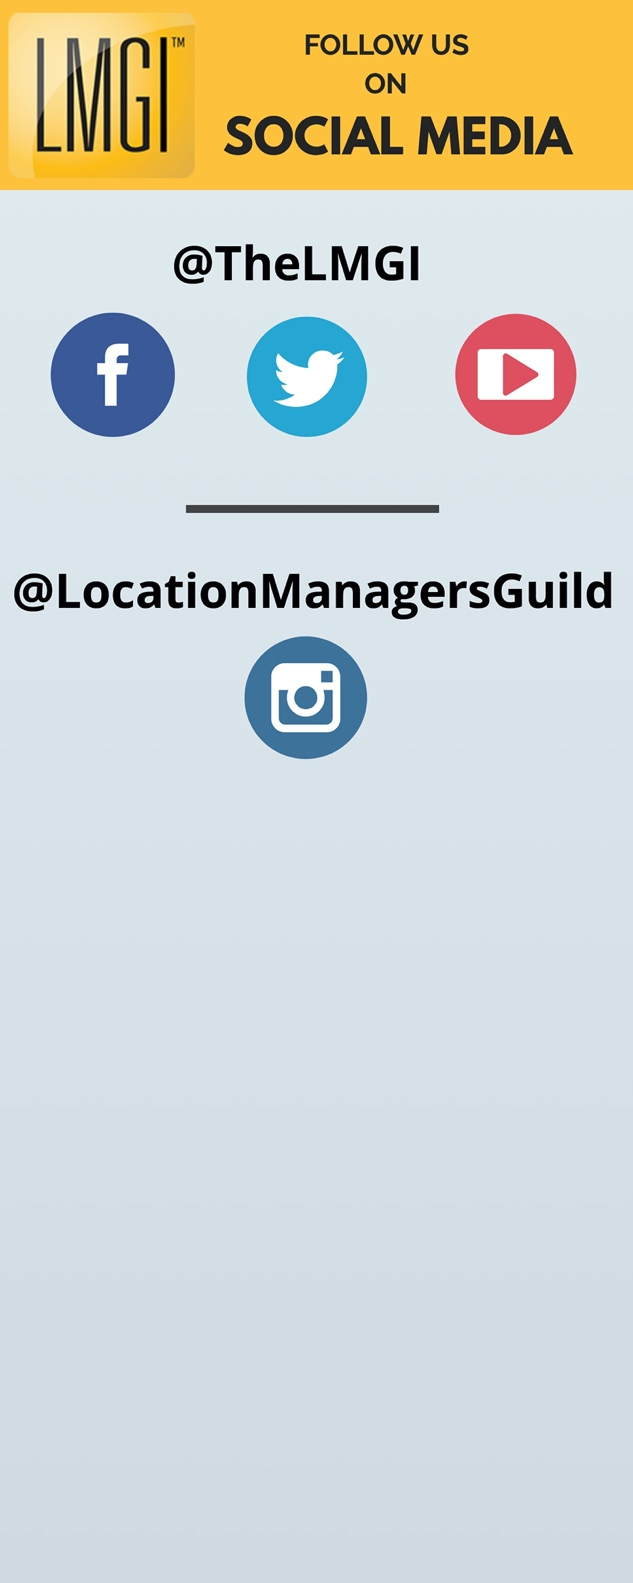 LMGI™
FOLLOW US
ON
SOCIAL MEDIA
@TheLMGI
@LocationManagersGuild